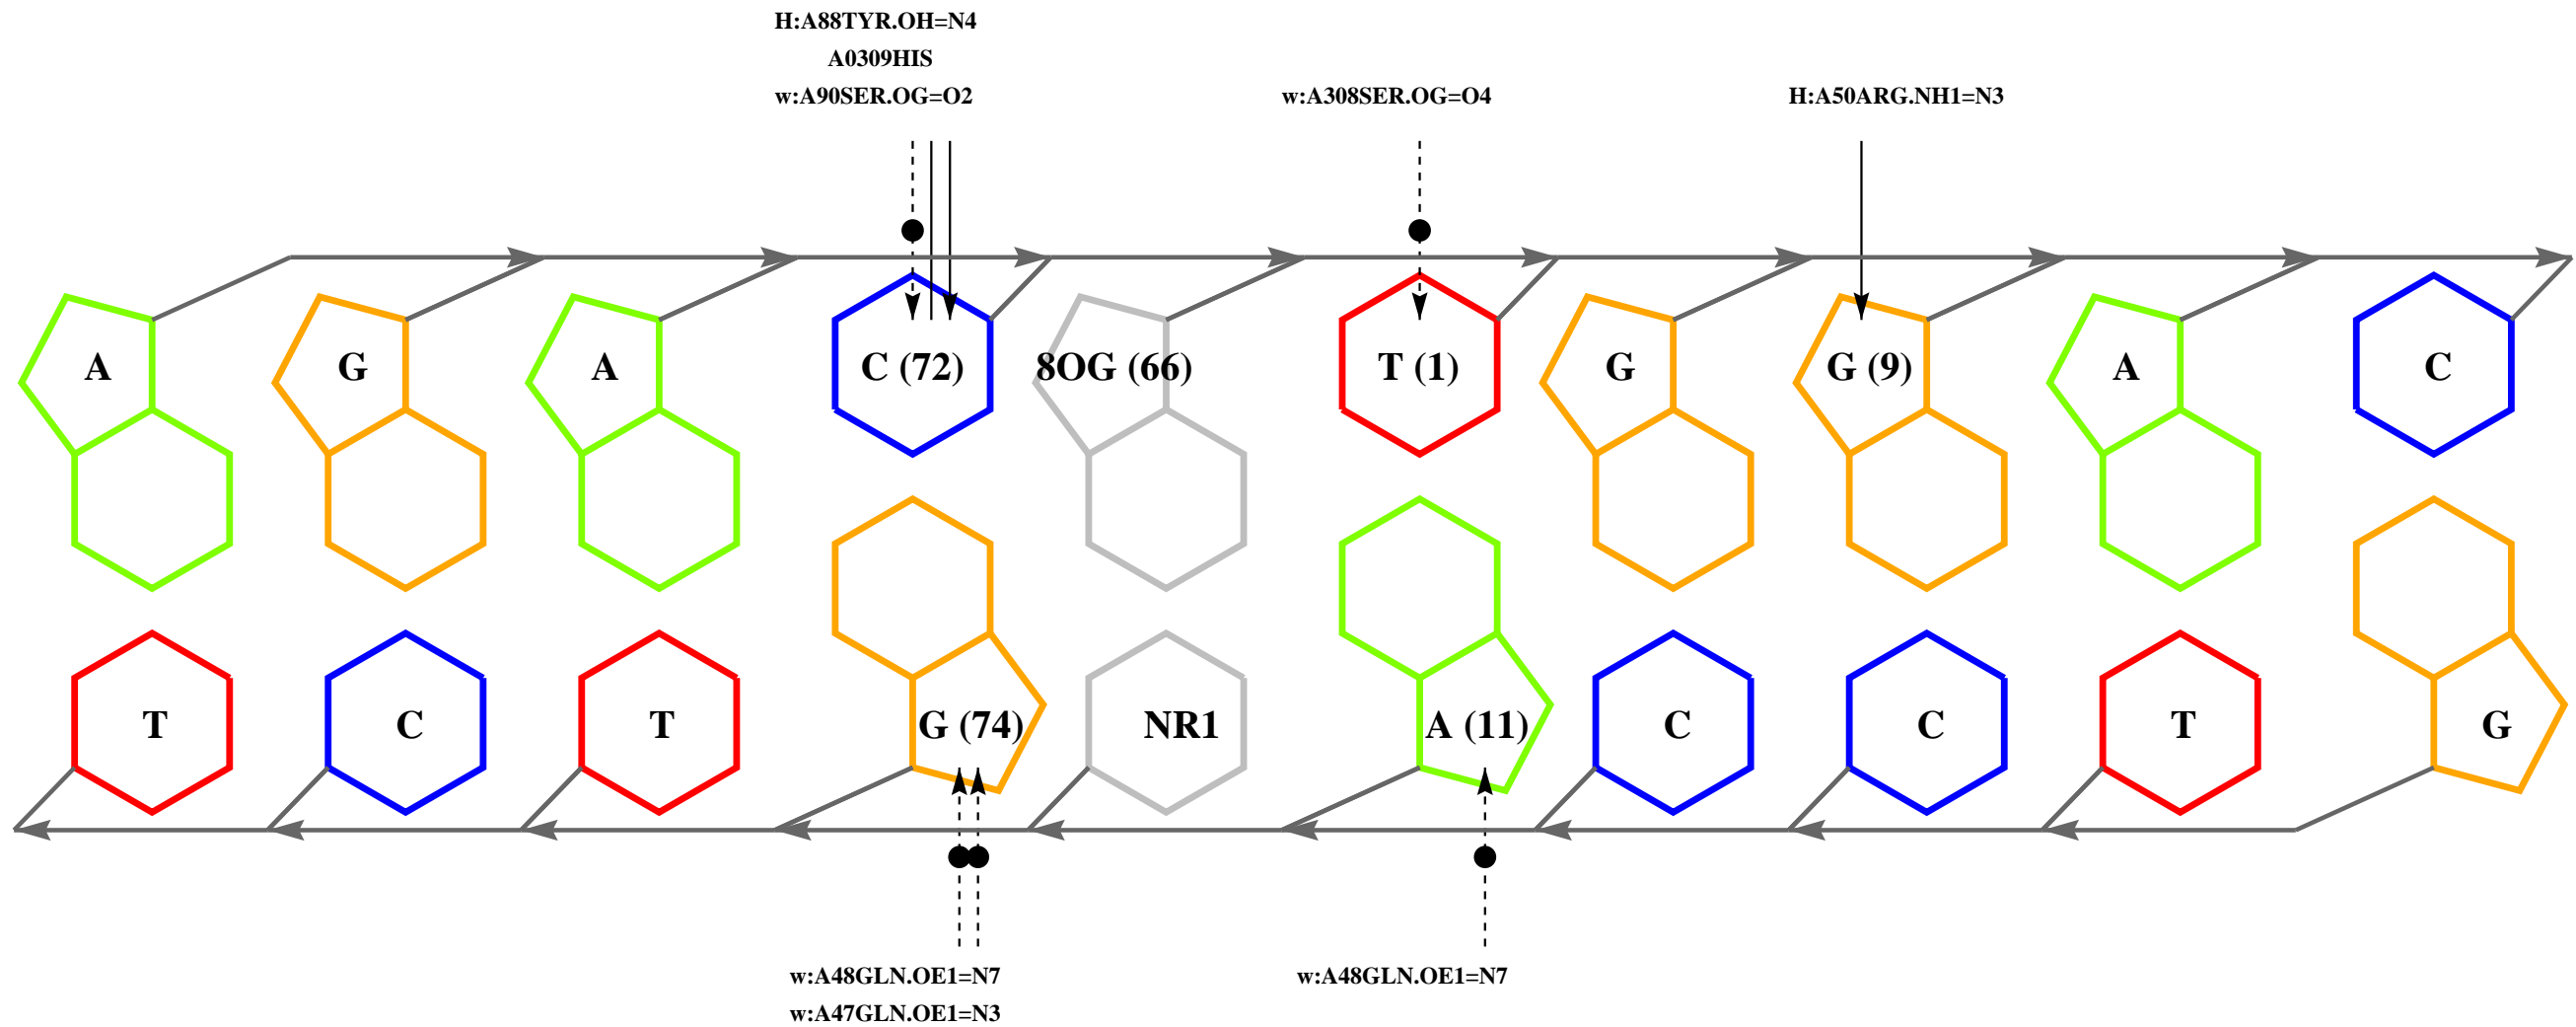 H:A88TYR.OH=N4
A0309HIS
w:A90SER.OG=O2 w:A308SER.OG=O4 H:A50ARG.NH1=N3
A G A C (72) 8OG (66) T (1) G G (9) A C
T C T G (74) NR1 A (11) C C T G
w:A48GLN.OE1=N7 w:A48GLN.OE1=N7
w:A47GLN.OE1=N3